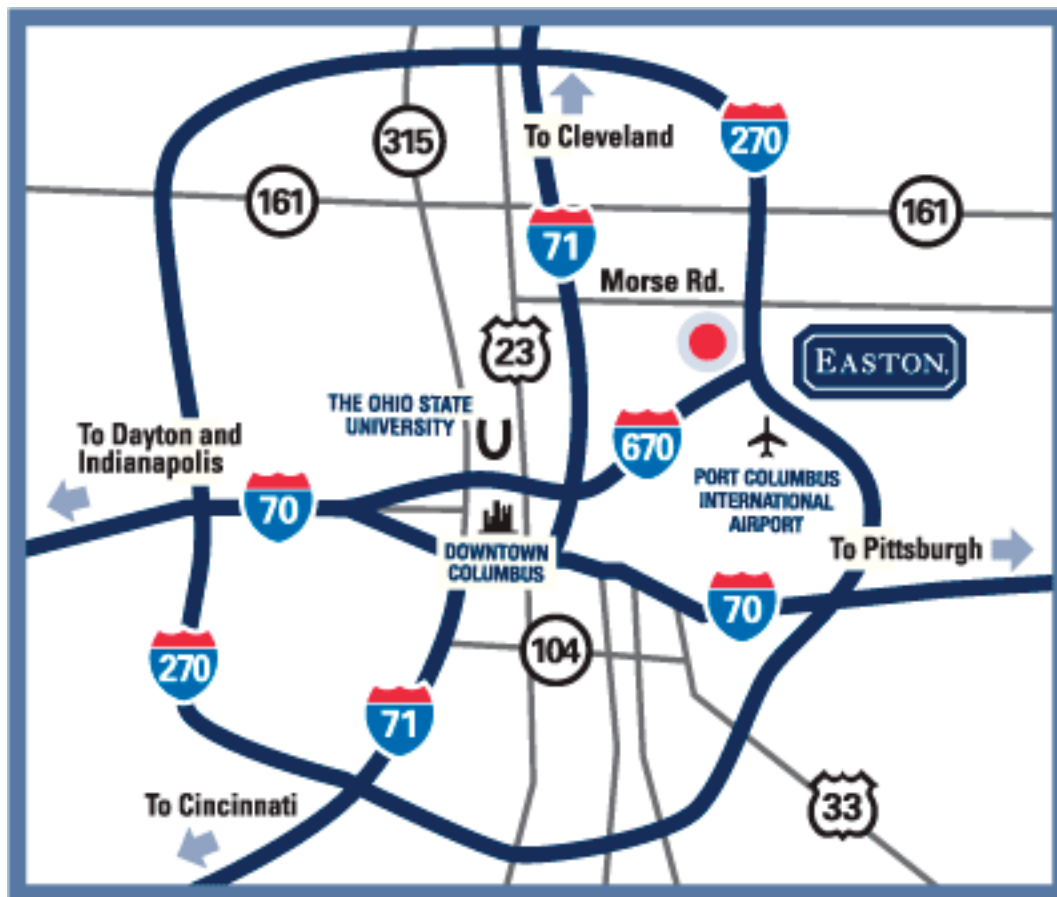 315
To Cleveland
270
161
161
71
Morse Rd.
23
EASTON.
THE OHIO STATE
UNIVERSITY
To Dayton and
Indianapolis
670
PORT COLUMBUS
INTERNATIONAL
AIRPORT
70
DOWNTOWN
COLUMBUS
To Pittsburgh
70
104
270
71
To Cincinnati
33